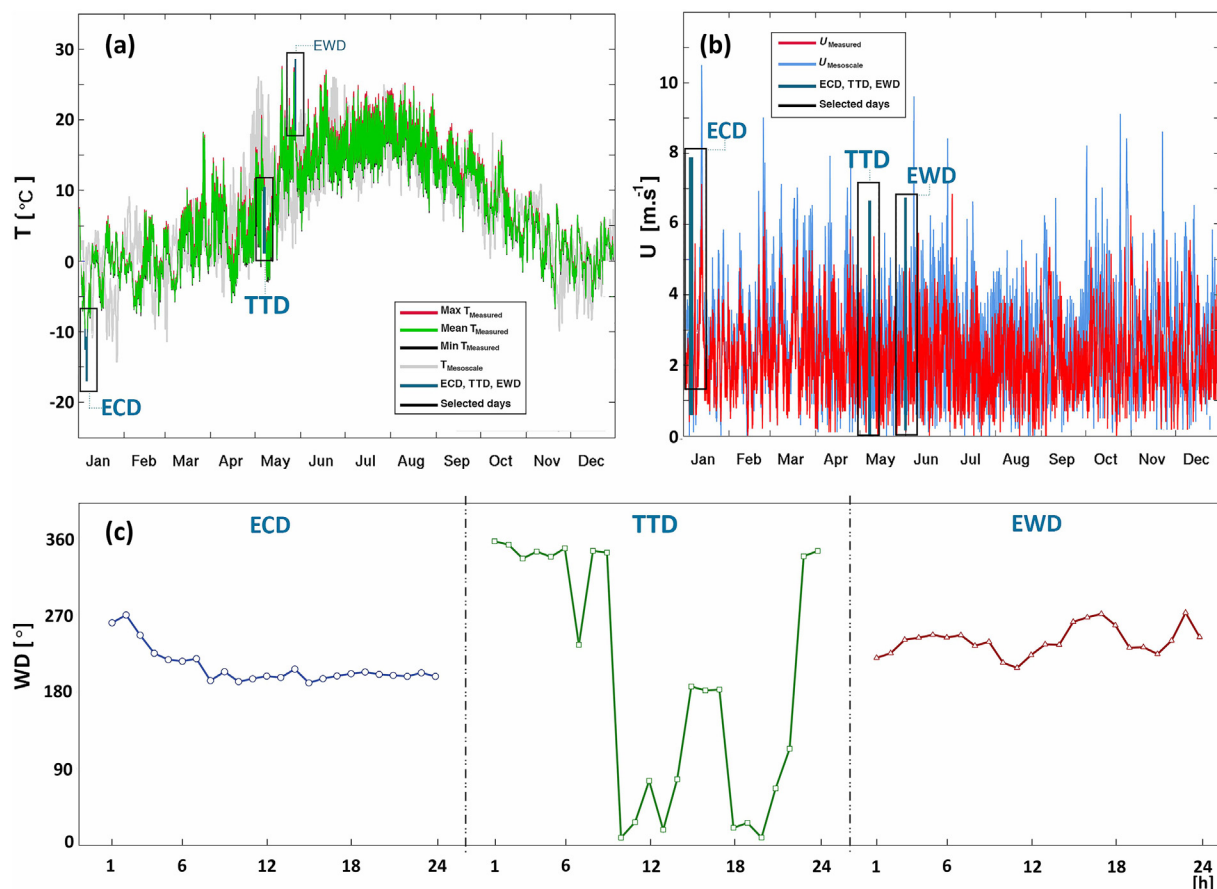 (a)
EWD
30
20
10
0
-10
-20
T [ °C ]
TTD
ECD
Max TMeasured
Mean TMeasured
Min TMeasured
TMesoscale
ECD, TTD, EWD
Selected days
Jan Feb Mar Apr May Jun Jul Aug Sep Oct Nov Dec
(b)
UMeasured
UMesoscale
ECD, TTD, EWD
Selected days
10
8
6
4
2
0
U [m.s-1]
ECD
TTD
EWD
Jan Feb Mar Apr May Jun Jul Aug Sep Oct Nov Dec
(c)
ECD
TTD
EWD
360
270
180
90
0
WD [ ° ]
1 6 12 18 24 1 6 12 18 24 1 6 12 18 24
[h]